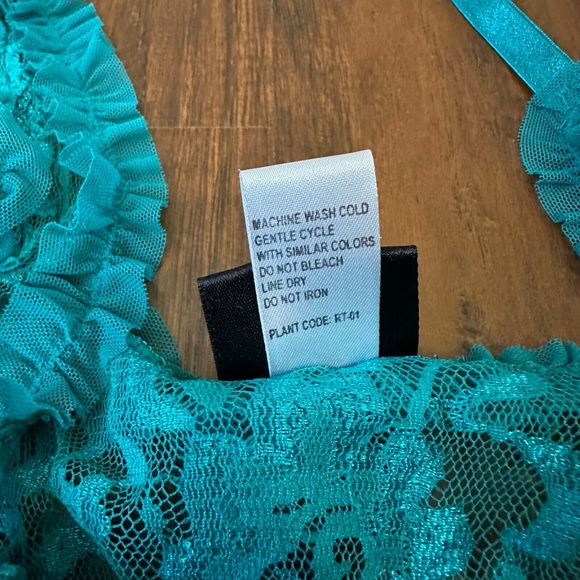 MACHINE WASH COLD
GENTLE CYCLE
WITH SIMILAR COLORS
DO NOT BLEACH
LINE DRY
DO NOT IRON
PLANT CODE: RT-01